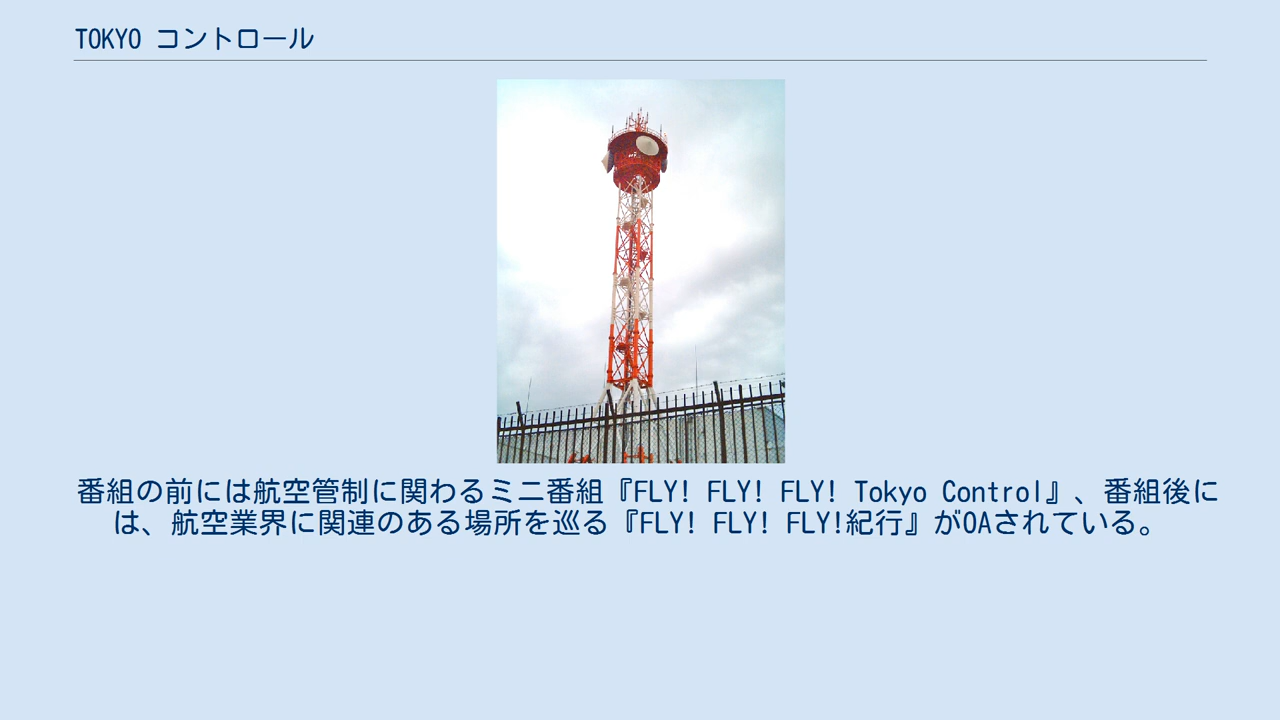 TOKYO コントロール
番組の前には航空管制に関わるミニ番組『FLY! FLY! FLY! Tokyo Control』、番組後に
は、航空業界に関連のある場所を巡る『FLY! FLY! FLY!紀行』がOAされている。